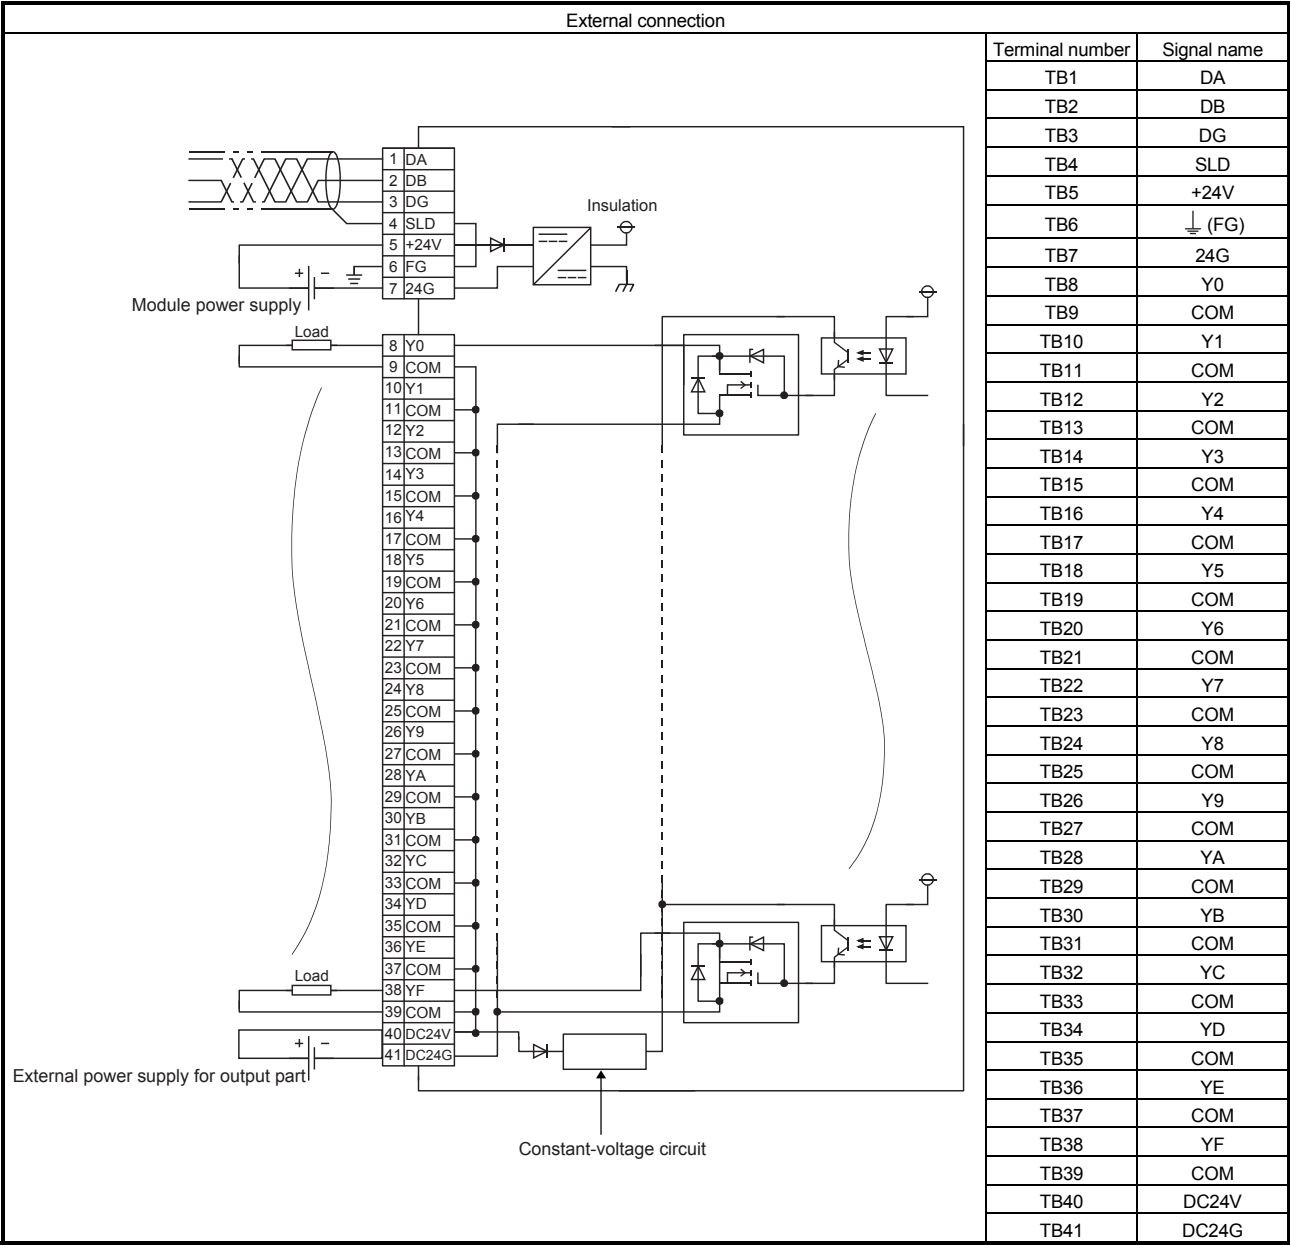 External connection
Terminal number Signal name
TB1 DA
TB2 DB
TB3 DG
TB4 SLD
TB5 +24V
TB6 (FG)
TB7 24G
TB8 Y0
TB9 COM
TB10 Y1
TB11 COM
TB12 Y2
TB13 COM
TB14 Y3
TB15 COM
TB16 Y4
TB17 COM
TB18 Y5
TB19 COM
TB20 Y6
TB21 COM
TB22 Y7
TB23 COM
TB24 Y8
TB25 COM
TB26 Y9
TB27 COM
TB28 YA
TB29 COM
TB30 YB
TB31 COM
TB32 YC
TB33 COM
TB34 YD
TB35 COM
TB36 YE
TB37 COM
TB38 YF
TB39 COM
TB40 DC24V
TB41 DC24G
1 DA
2 DB
3 DG
4 SLD
5 +24V
6 FG
7 24G
Insulation
+ −
Module power supply
Load
8 Y0
9 COM
10 Y1
11 COM
12 Y2
13 COM
14 Y3
15 COM
16 Y4
17 COM
18 Y5
19 COM
20 Y6
21 COM
22 Y7
23 COM
24 Y8
25 COM
26 Y9
27 COM
28 YA
29 COM
30 YB
31 COM
32 YC
33 COM
34 YD
35 COM
36 YE
37 COM
38 YF
39 COM
40 DC24V
41 DC24G
Load
+ −
External power supply for output part
Constant-voltage circuit